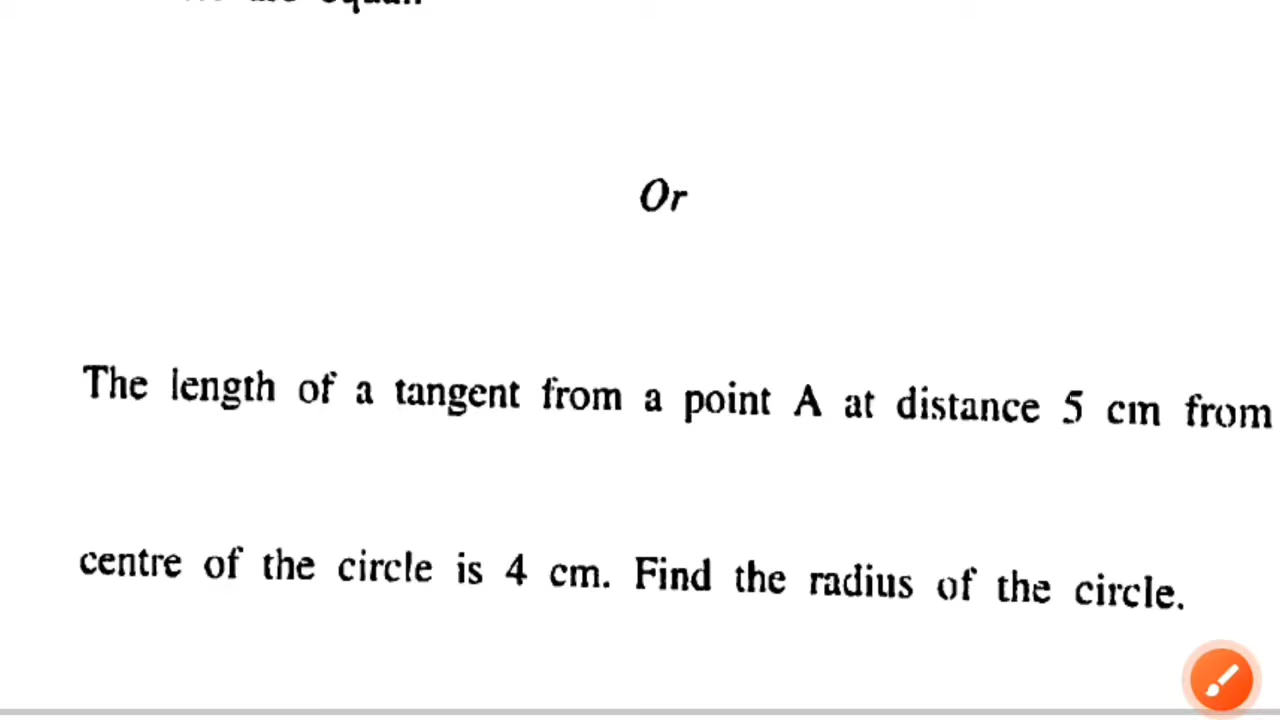 Or
The length of a tangent from a point A at distance 5 cm from
centre of the circle is 4 cm. Find the radius of the circle.